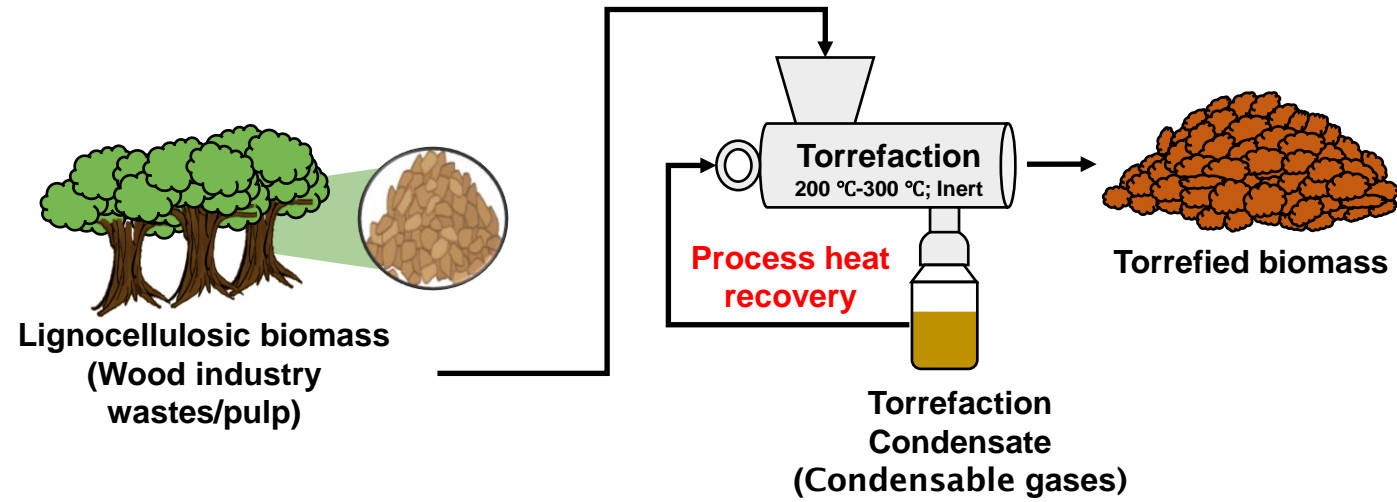 Lignocellulosic biomass
(Wood industry
wastes/pulp)
Torrefaction
200 ℃-300 ℃; Inert
Process heat
recovery
Torrefaction
Condensate
(Condensable gases)
Torrefied biomass